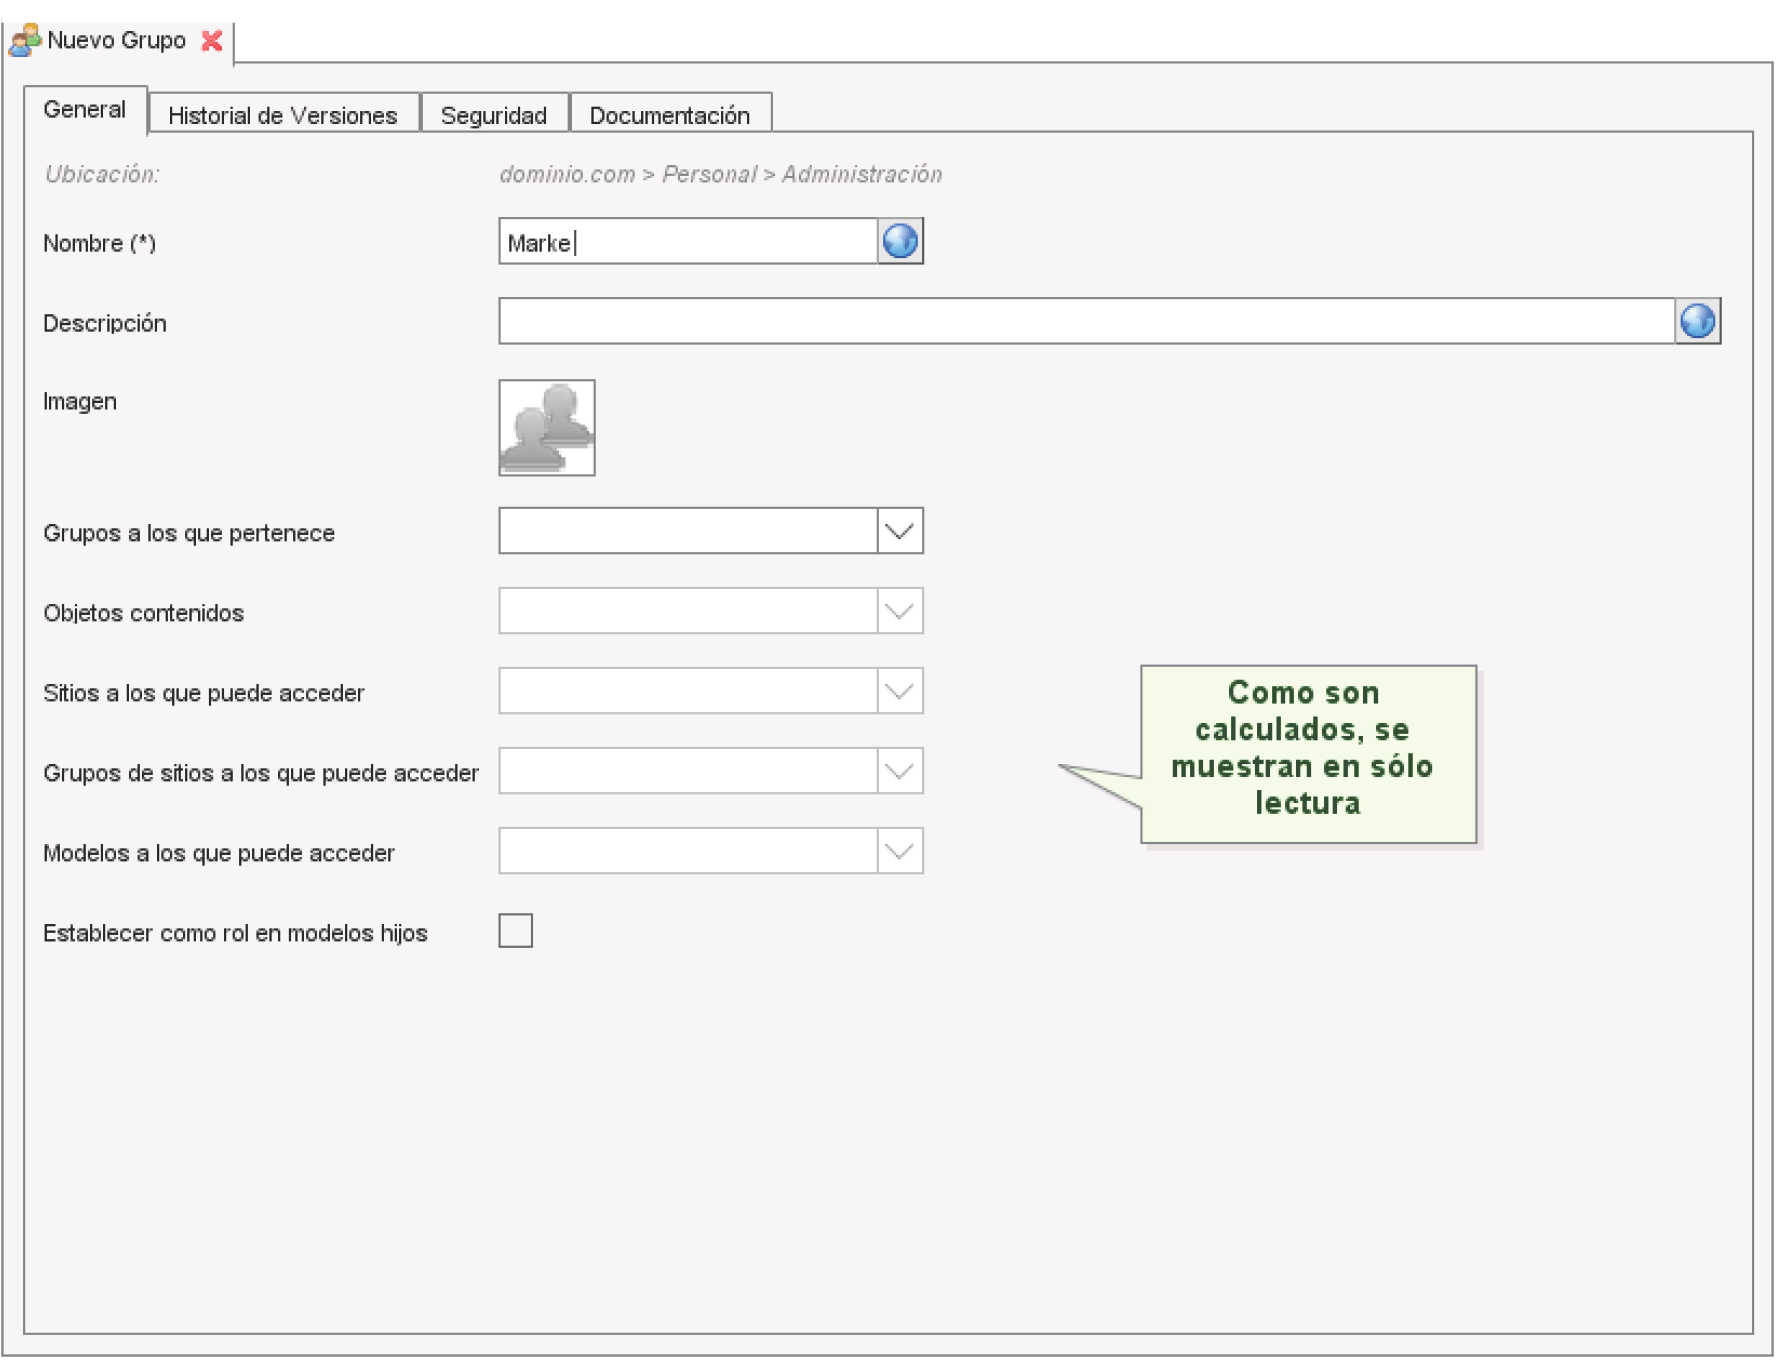 Nuevo Grupo
General
Historial de Versiones
Seguridad
Documentación
Ubicación:
dominio.com > Personal > Administración
Nombre (*)
Marke
Descripción
Imagen
Grupos a los que pertenece
Objetos contenidos
Sitios a los que puede acceder
Grupos de sitios a los que puede acceder
Modelos a los que puede acceder
Establecer como rol en modelos hijos
Como son
calculados, se
muestran en sólo
lectura